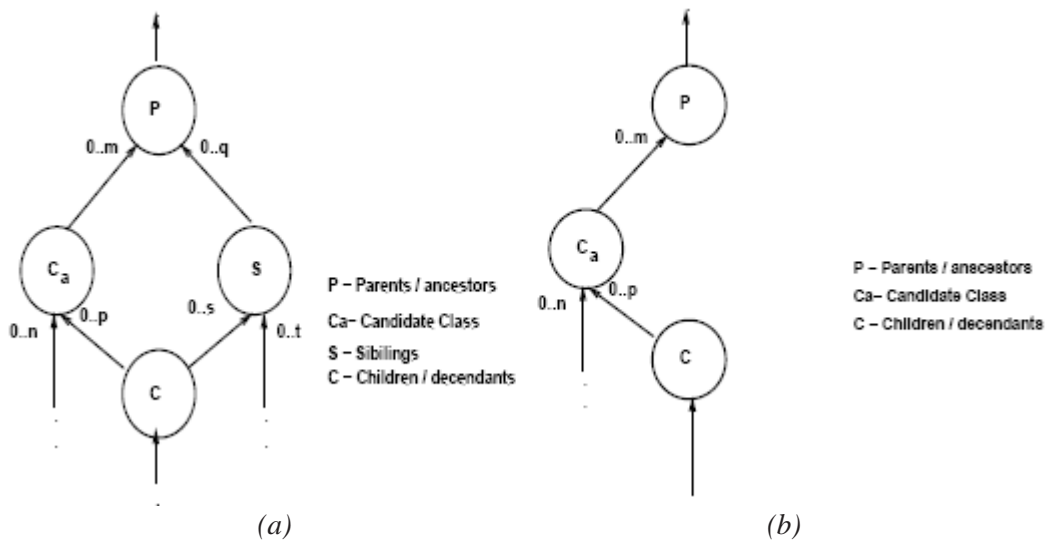 P
0..m
0..q
Ca
S
0..n
0..p
0..s
0..t
C
P – Parents / ancestors
Ca– Candidate Class
S – Sibilings
C – Children / decendants
(a)
P
0..m
Ca
0..n
0..p
C
P – Parents / anscestors
Ca– Candidate Class
C – Children / decendants
(b)